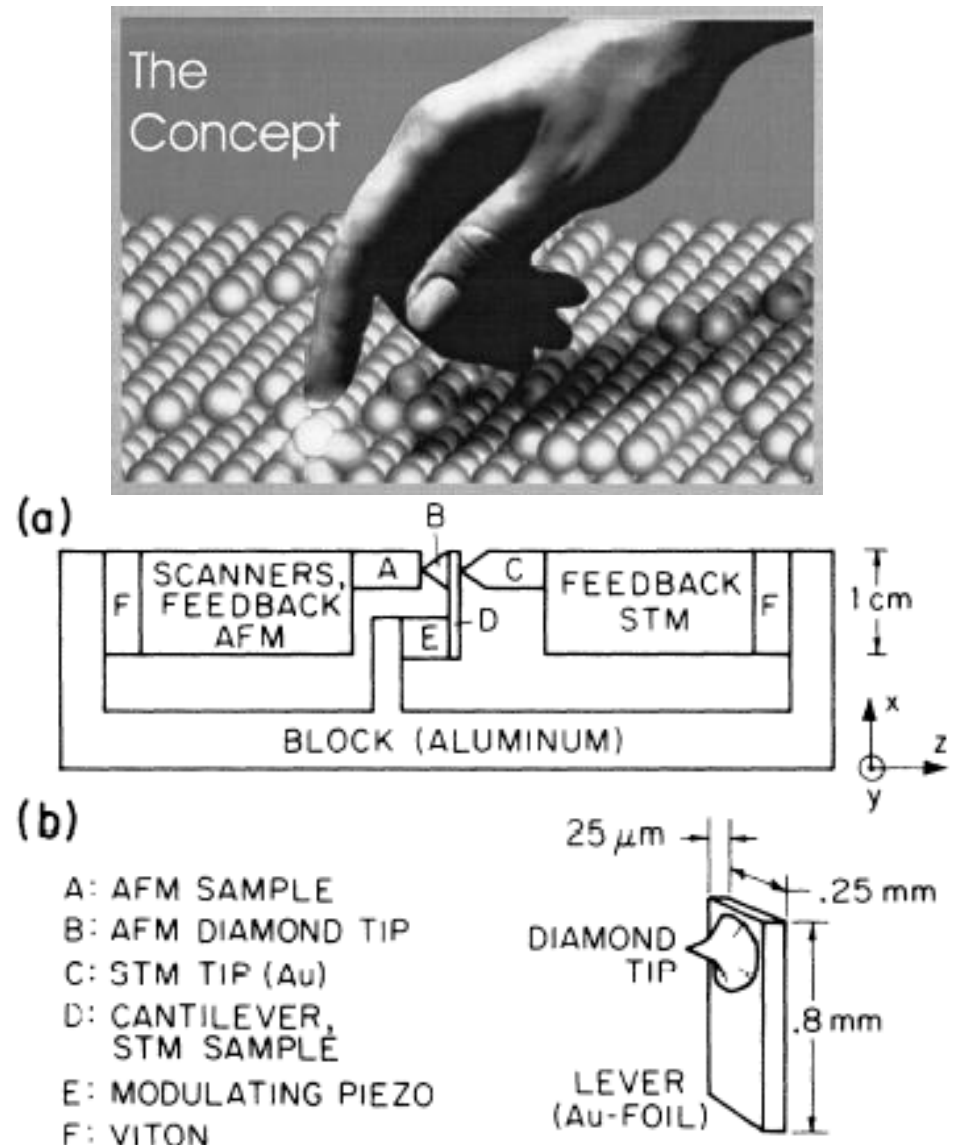 The
Concept
(a)
B
F
SCANNERS,
FEEDBACK
AFM
A
C
D
E
FEEDBACK
STM
F
1 cm
BLOCK (ALUMINUM)
x
z
y
(b)
25 μm
.25 mm
A: AFM SAMPLE
B: AFM DIAMOND TIP
C: STM TIP (Au)
D: CANTILEVER,
STM SAMPLE
E: MODULATING PIEZO
F: VITON
DIAMOND
TIP
.8 mm
LEVER
(Au-FOIL)